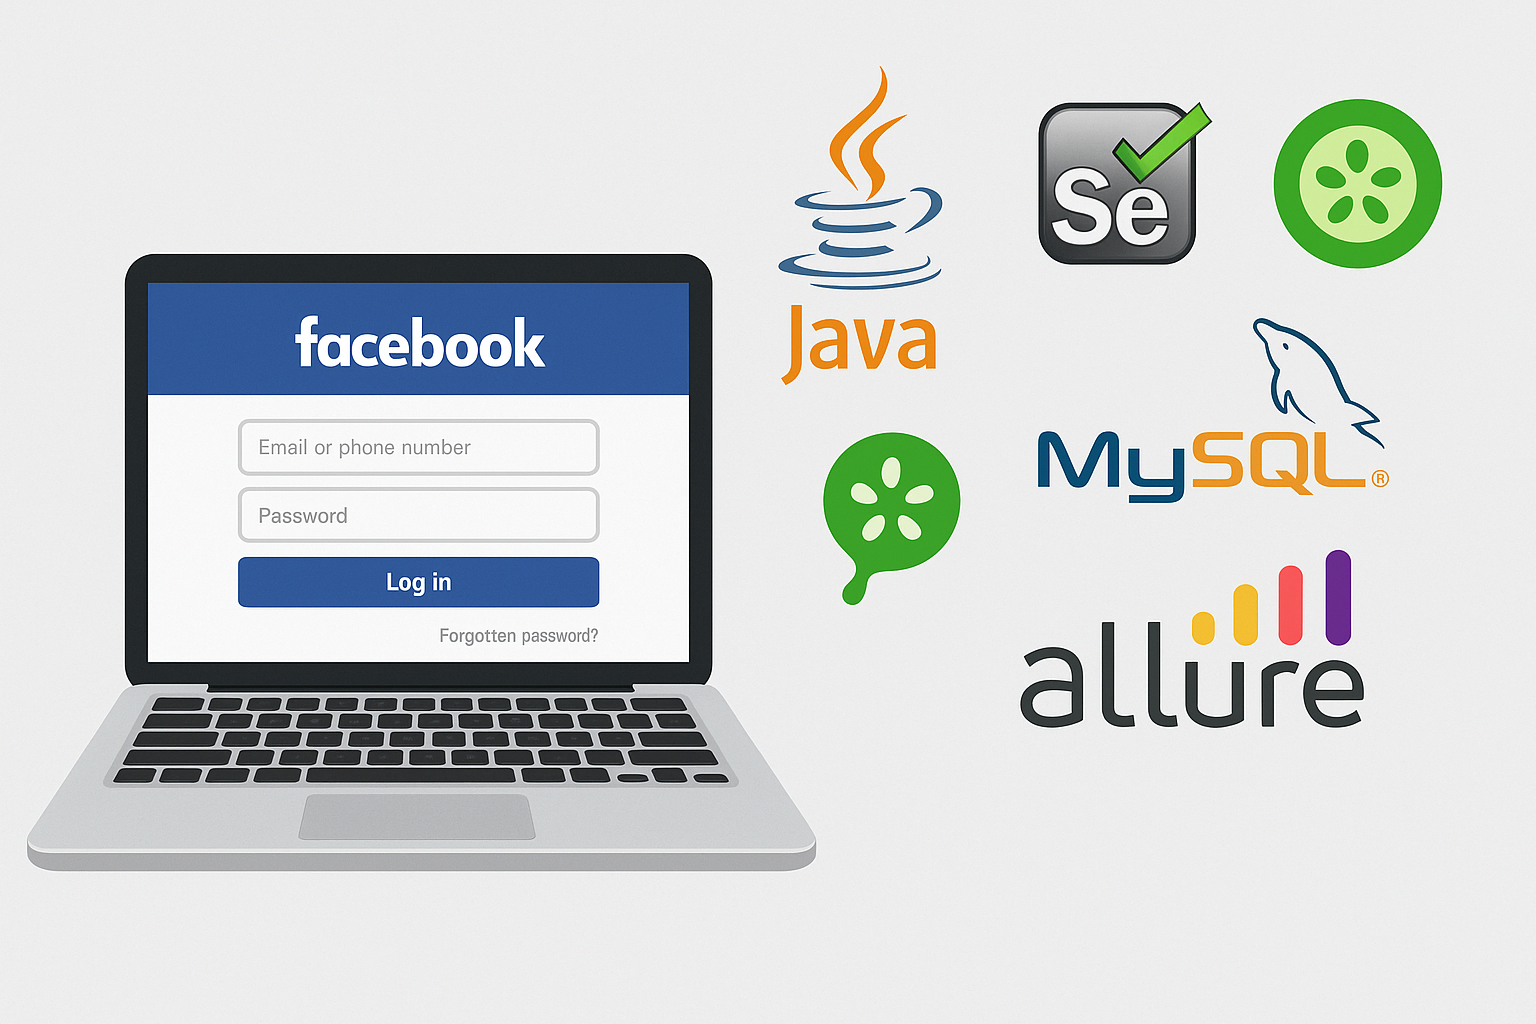 facebook
Email or phone number
Password
Log in
Forgotten password?
Java
Se
MySQL®
allure